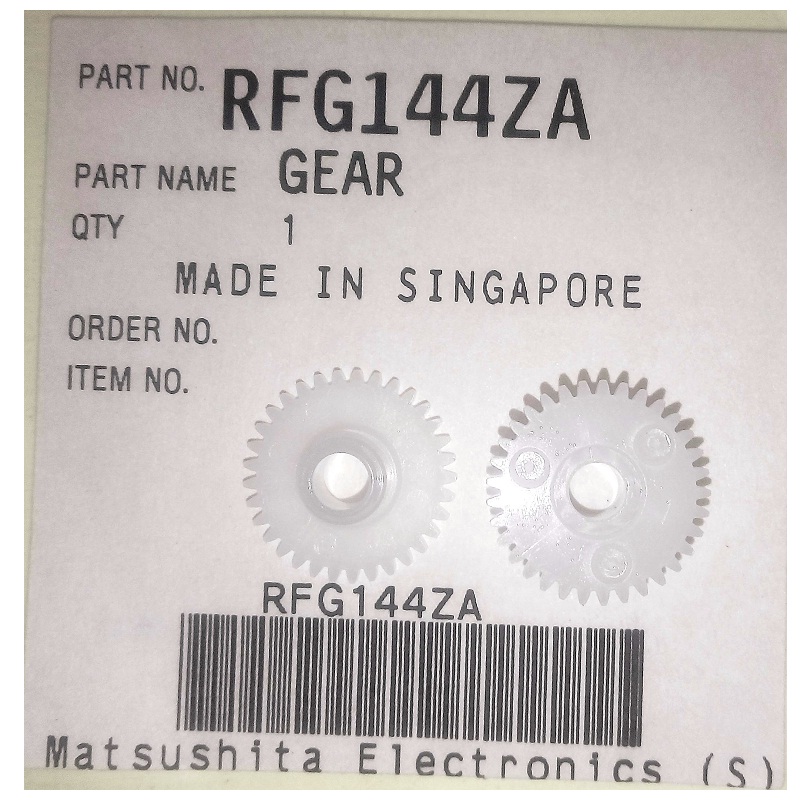 PART NO. RFG144ZA
PART NAME GEAR
QTY 1
MADE IN SINGAPORE
ORDER NO.
ITEM NO.
RFG144ZA
Matsushita Electronics (S)